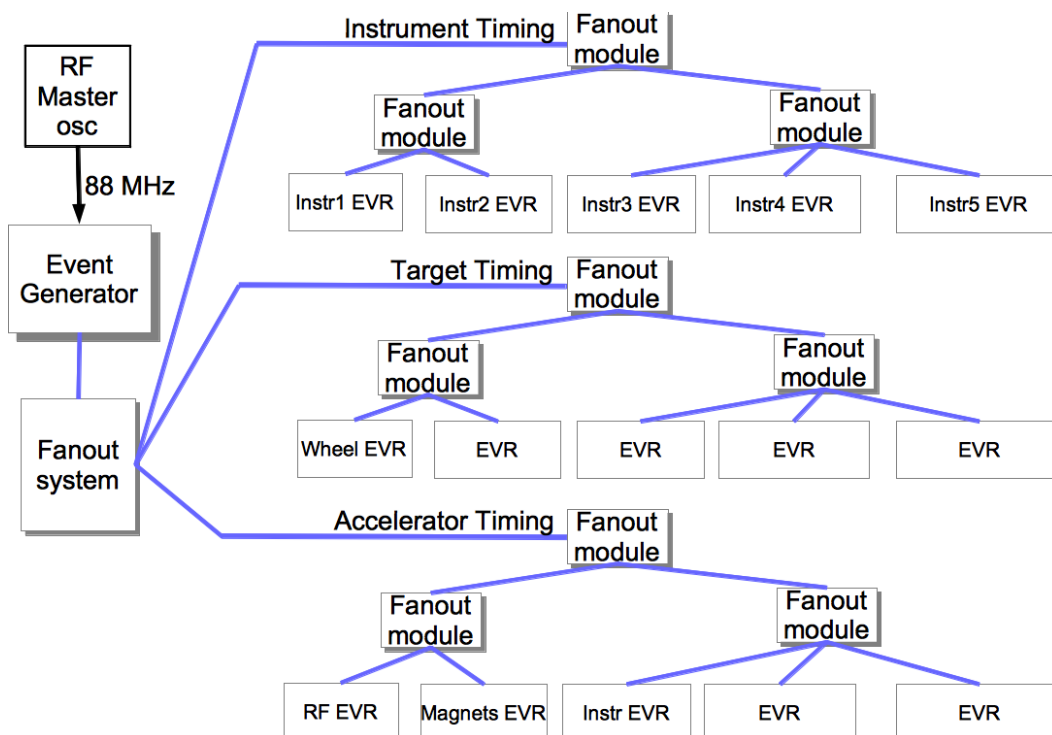 RF
Master
osc
88 MHz
Event
Generator
Fanout
system
Instrument Timing
Fanout
module
Fanout
module
Fanout
module
Instr1 EVR
Instr2 EVR
Instr3 EVR
Instr4 EVR
Instr5 EVR
Target Timing
Fanout
module
Fanout
module
Fanout
module
Wheel EVR
EVR
EVR
EVR
EVR
Accelerator Timing
Fanout
module
Fanout
module
Fanout
module
RF EVR
Magnets EVR
Instr EVR
EVR
EVR